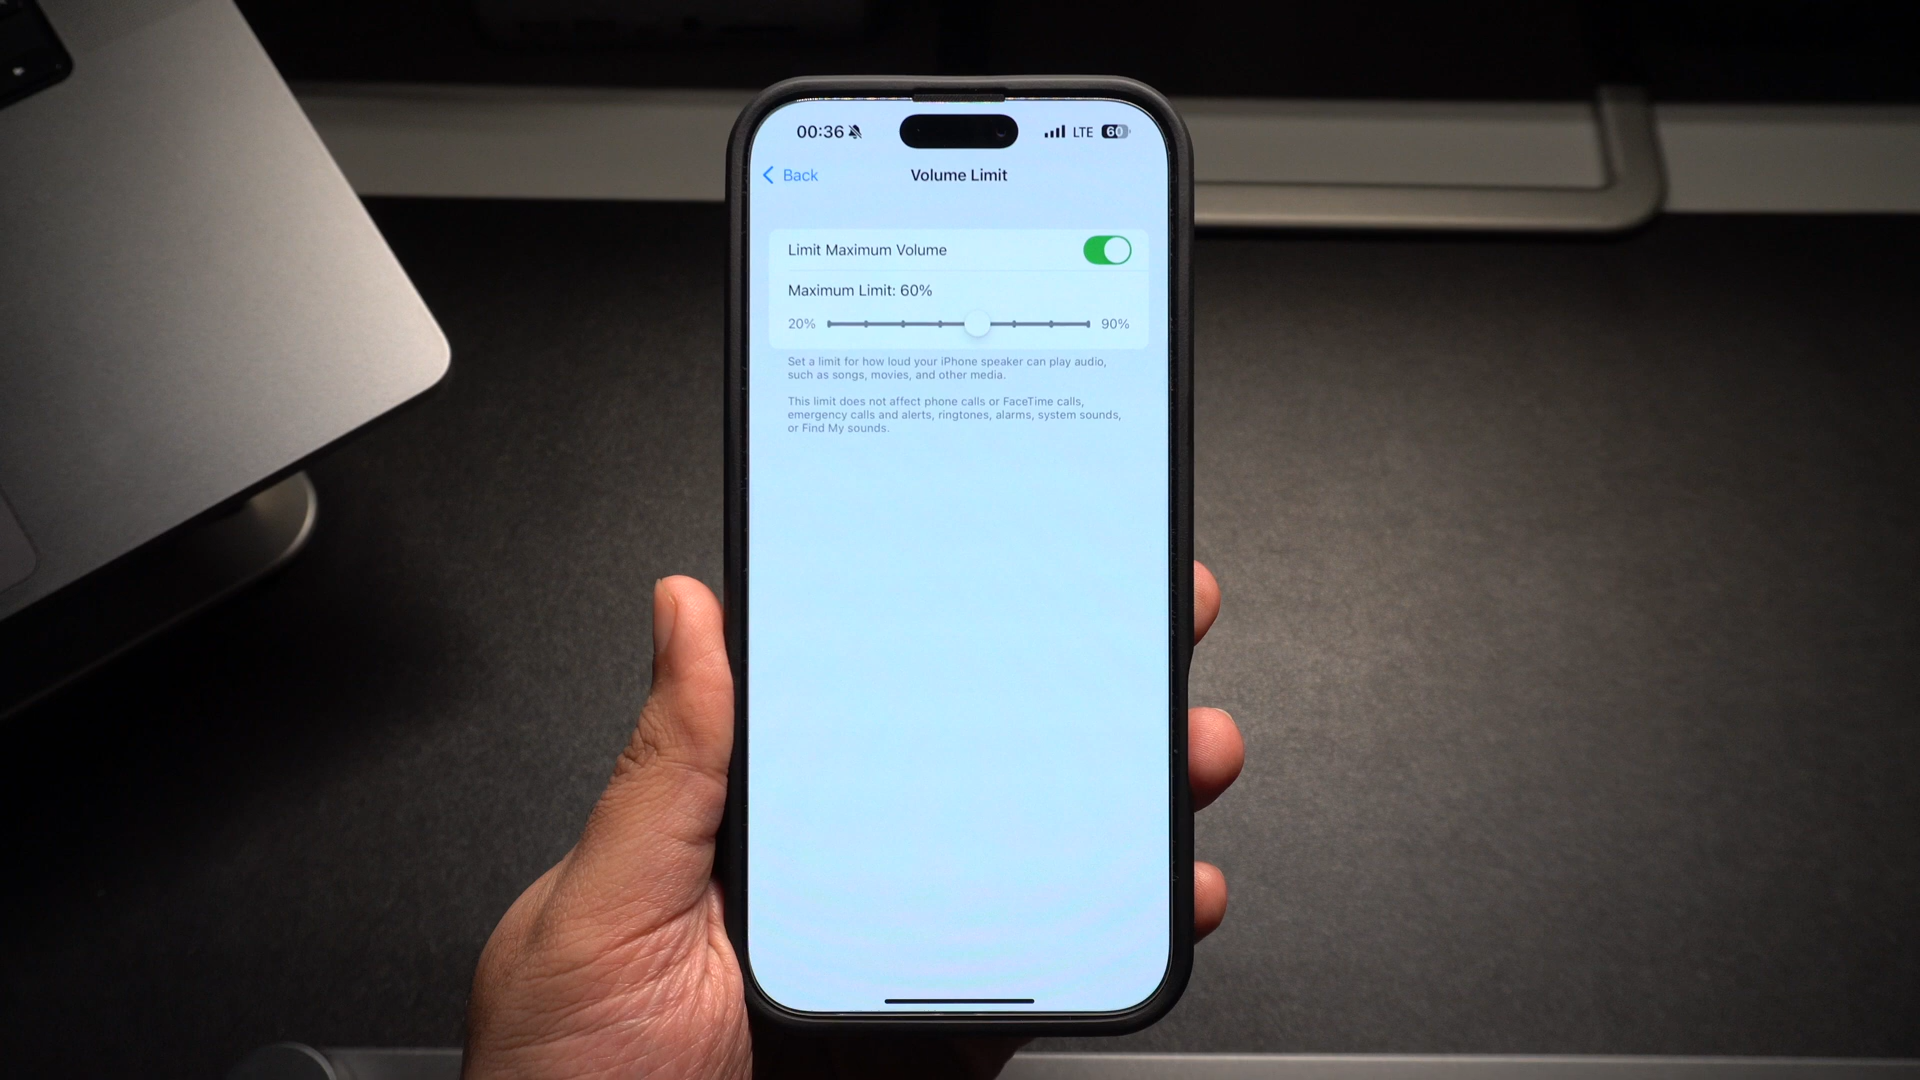 00:36 LTE 60
Back Volume Limit
Limit Maximum Volume
Maximum Limit: 60%
20% 90%
Set a limit for how loud your iPhone speaker can play audio,
such as songs, movies, and other media.
This limit does not affect phone calls or FaceTime calls,
emergency calls and alerts, ringtones, alarms, system sounds,
or Find My sounds.